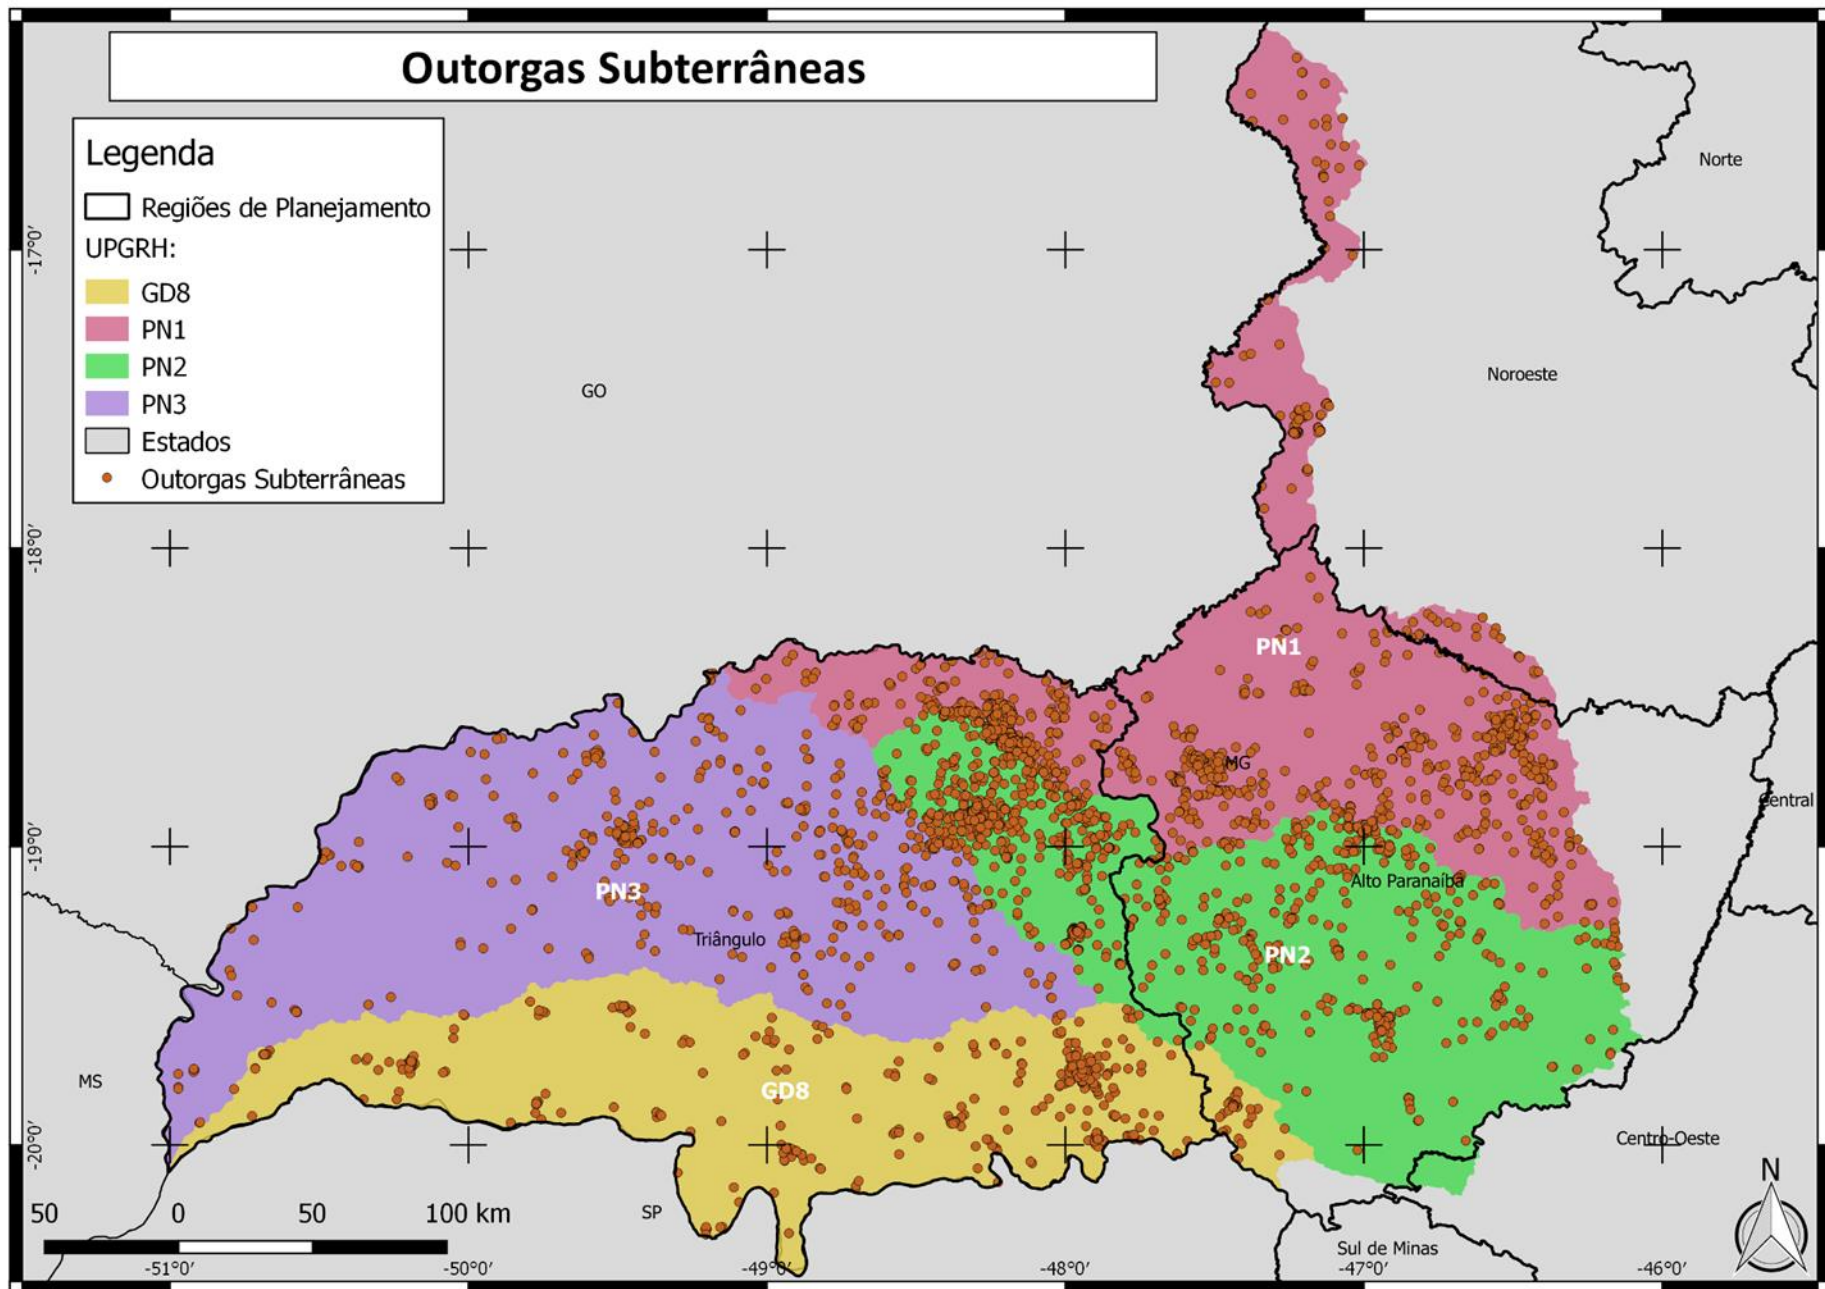 Outorgas Subterrâneas
Legenda
Regiões de Planejamento
UPGRH:
GD8
PN1
PN2
PN3
Estados
Outorgas Subterrâneas
Norte
Noroeste
GO
PN1
MG
Central
Alto Paranaíba
PN3
Triângulo
PN2
MS
GD8
Centro-Oeste
SP
Sul de Minas
N
50 0 50 100 km
-17°0′
-18°0′
-19°0′
-20°0′
-51°0′ -50°0′ -49°0′ -48°0′ -47°0′ -46°0′